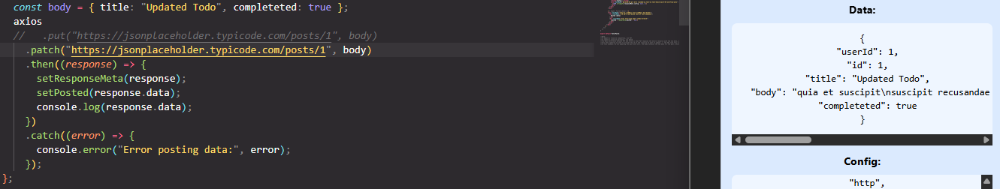 const body = { title: "Updated Todo", completeted: true };
axios
//   .put("https://jsonplaceholder.typicode.com/posts/1", body)
.patch("https://jsonplaceholder.typicode.com/posts/1", body)
.then((response) => {
setResponseMeta(response);
setPosted(response.data);
console.log(response.data);
})
.catch((error) => {
console.error("Error posting data:", error);
});
};
Data:
{
"userId": 1,
"id": 1,
"title": "Updated Todo",
"body": "quia et suscipit\nsuscipit recusandae
"completeted": true
}
Config:
"http",